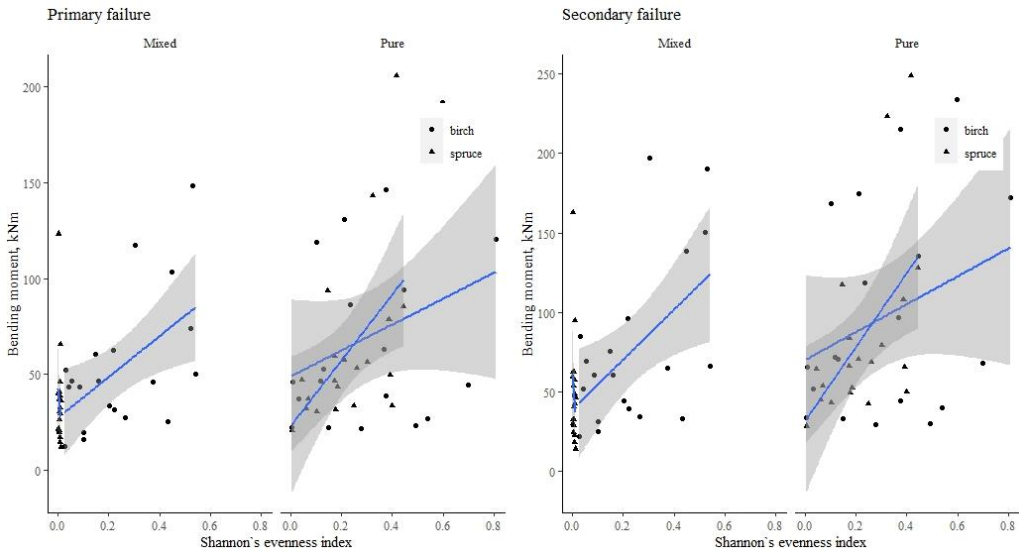 Primary failure
Mixed
Pure
200
150
100
50
0
Bending moment, kNm
birch
spruce
0.0 0.2 0.4 0.6 0.8
0.0 0.2 0.4 0.6 0.8
Shannon`s evenness index
Secondary failure
Mixed
Pure
250
200
150
100
50
0
Bending moment, kNm
birch
spruce
0.0 0.2 0.4 0.6 0.8
0.0 0.2 0.4 0.6 0.8
Shannon`s evenness index